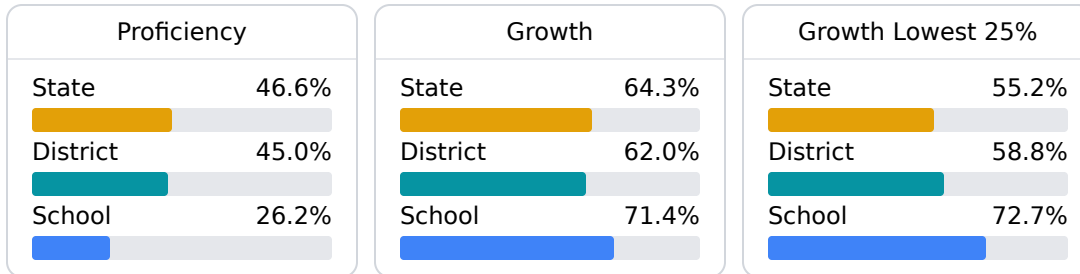 Proficiency
State 46.6%
District 45.0%
School 26.2%
Growth
State 64.3%
District 62.0%
School 71.4%
Growth Lowest 25%
State 55.2%
District 58.8%
School 72.7%